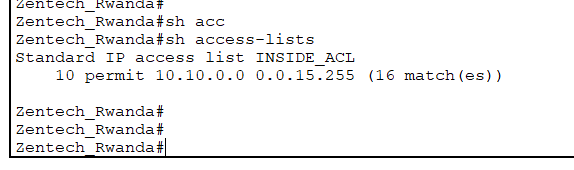 Zentech_Rwanda#
Zentech_Rwanda#sh acc
Zentech_Rwanda#sh access-lists
Standard IP access list INSIDE_ACL
    10 permit 10.10.0.0 0.0.15.255 (16 match(es))
Zentech_Rwanda#
Zentech_Rwanda#
Zentech_Rwanda#